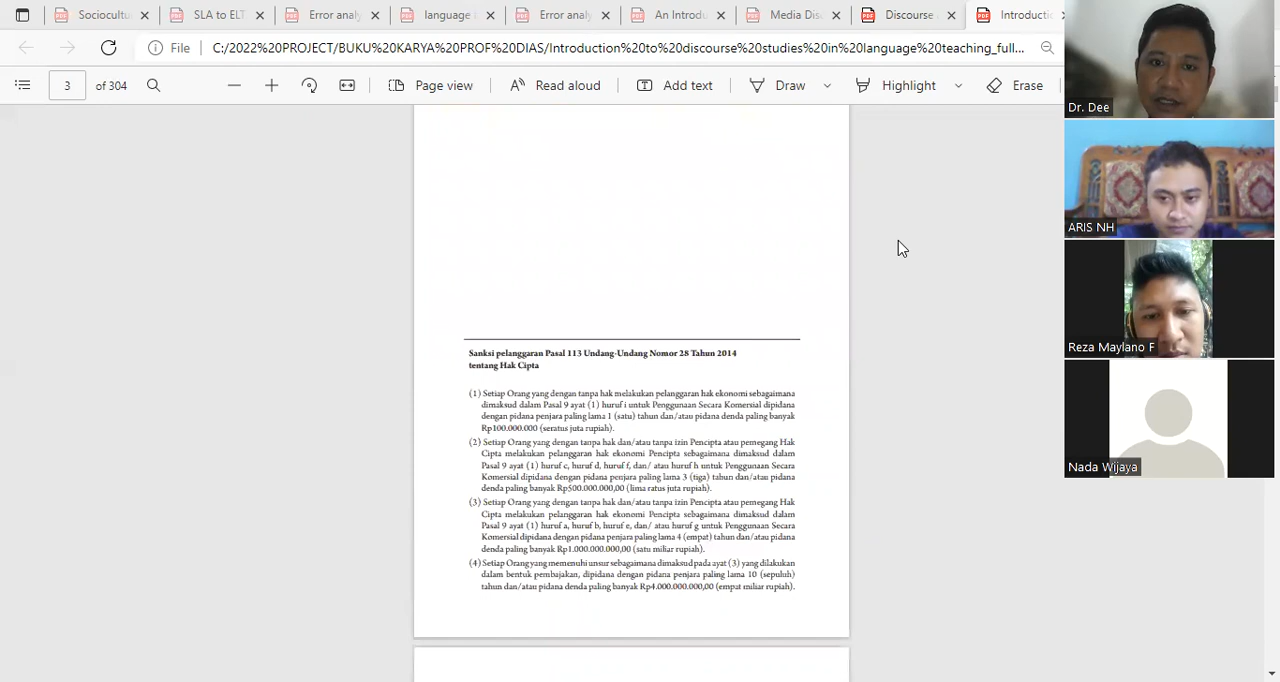 Sociocultu
SLA to ELT
Error analy
language a
Error analy
An Introdu
Media Dis
Discourse
Introductio
File
C:/2022%20PROJECT/BUKU%20KARYA%20PROF%20DIAS/Introduction%20to%20discourse%20studies%20in%20language%20teaching_full...
3
of 304
Page view
Read aloud
Add text
Draw
Highlight
Erase
Sanksi pelanggaran Pasal 113 Undang-Undang Nomor 28 Tahun 2014
tentang Hak Cipta
(1) Setiap Orang yang dengan tanpa hak melakukan pelanggaran hak ekonomi sebagaimana
dimaksud dalam Pasal 9 ayat (1) huruf i untuk Penggunaan Secara Komersial dipidana
dengan pidana penjara paling lama 1 (satu) tahun dan/atau pidana denda paling banyak
Rp100.000.000 (seratus juta rupiah).
(2) Setiap Orang yang dengan tanpa hak dan/atau tanpa izin Pencipta atau pemegang Hak
Cipta melakukan pelanggaran hak ekonomi Pencipta sebagaimana dimaksud dalam
Pasal 9 ayat (1) huruf c, huruf d, huruf f, dan/ atau huruf h untuk Penggunaan Secara
Komersial dipidana dengan pidana penjara paling lama 3 (tiga) tahun dan/atau pidana
denda paling banyak Rp500.000.000,00 (lima ratus juta rupiah).
(3) Setiap Orang yang dengan tanpa hak dan/atau tanpa izin Pencipta atau pemegang Hak
Cipta melakukan pelanggaran hak ekonomi Pencipta sebagaimana dimaksud dalam
Pasal 9 ayat (1) huruf a, huruf b, huruf e, dan/ atau huruf g untuk Penggunaan Secara
Komersial dipidana dengan pidana penjara paling lama 4 (empat) tahun dan/atau pidana
denda paling banyak Rp1.000.000.000,00 (satu miliar rupiah).
(4) Setiap Orang yang memenuhi unsur sebagaimana dimaksud pada ayat (3) yang dilakukan
dalam bentuk pembajakan, dipidana dengan pidana penjara paling lama 10 (sepuluh)
tahun dan/atau pidana denda paling banyak Rp4.000.000.000,00 (empat miliar rupiah).
Dr. Dee
ARIS NH
Reza Maylano F
Nada Wijaya